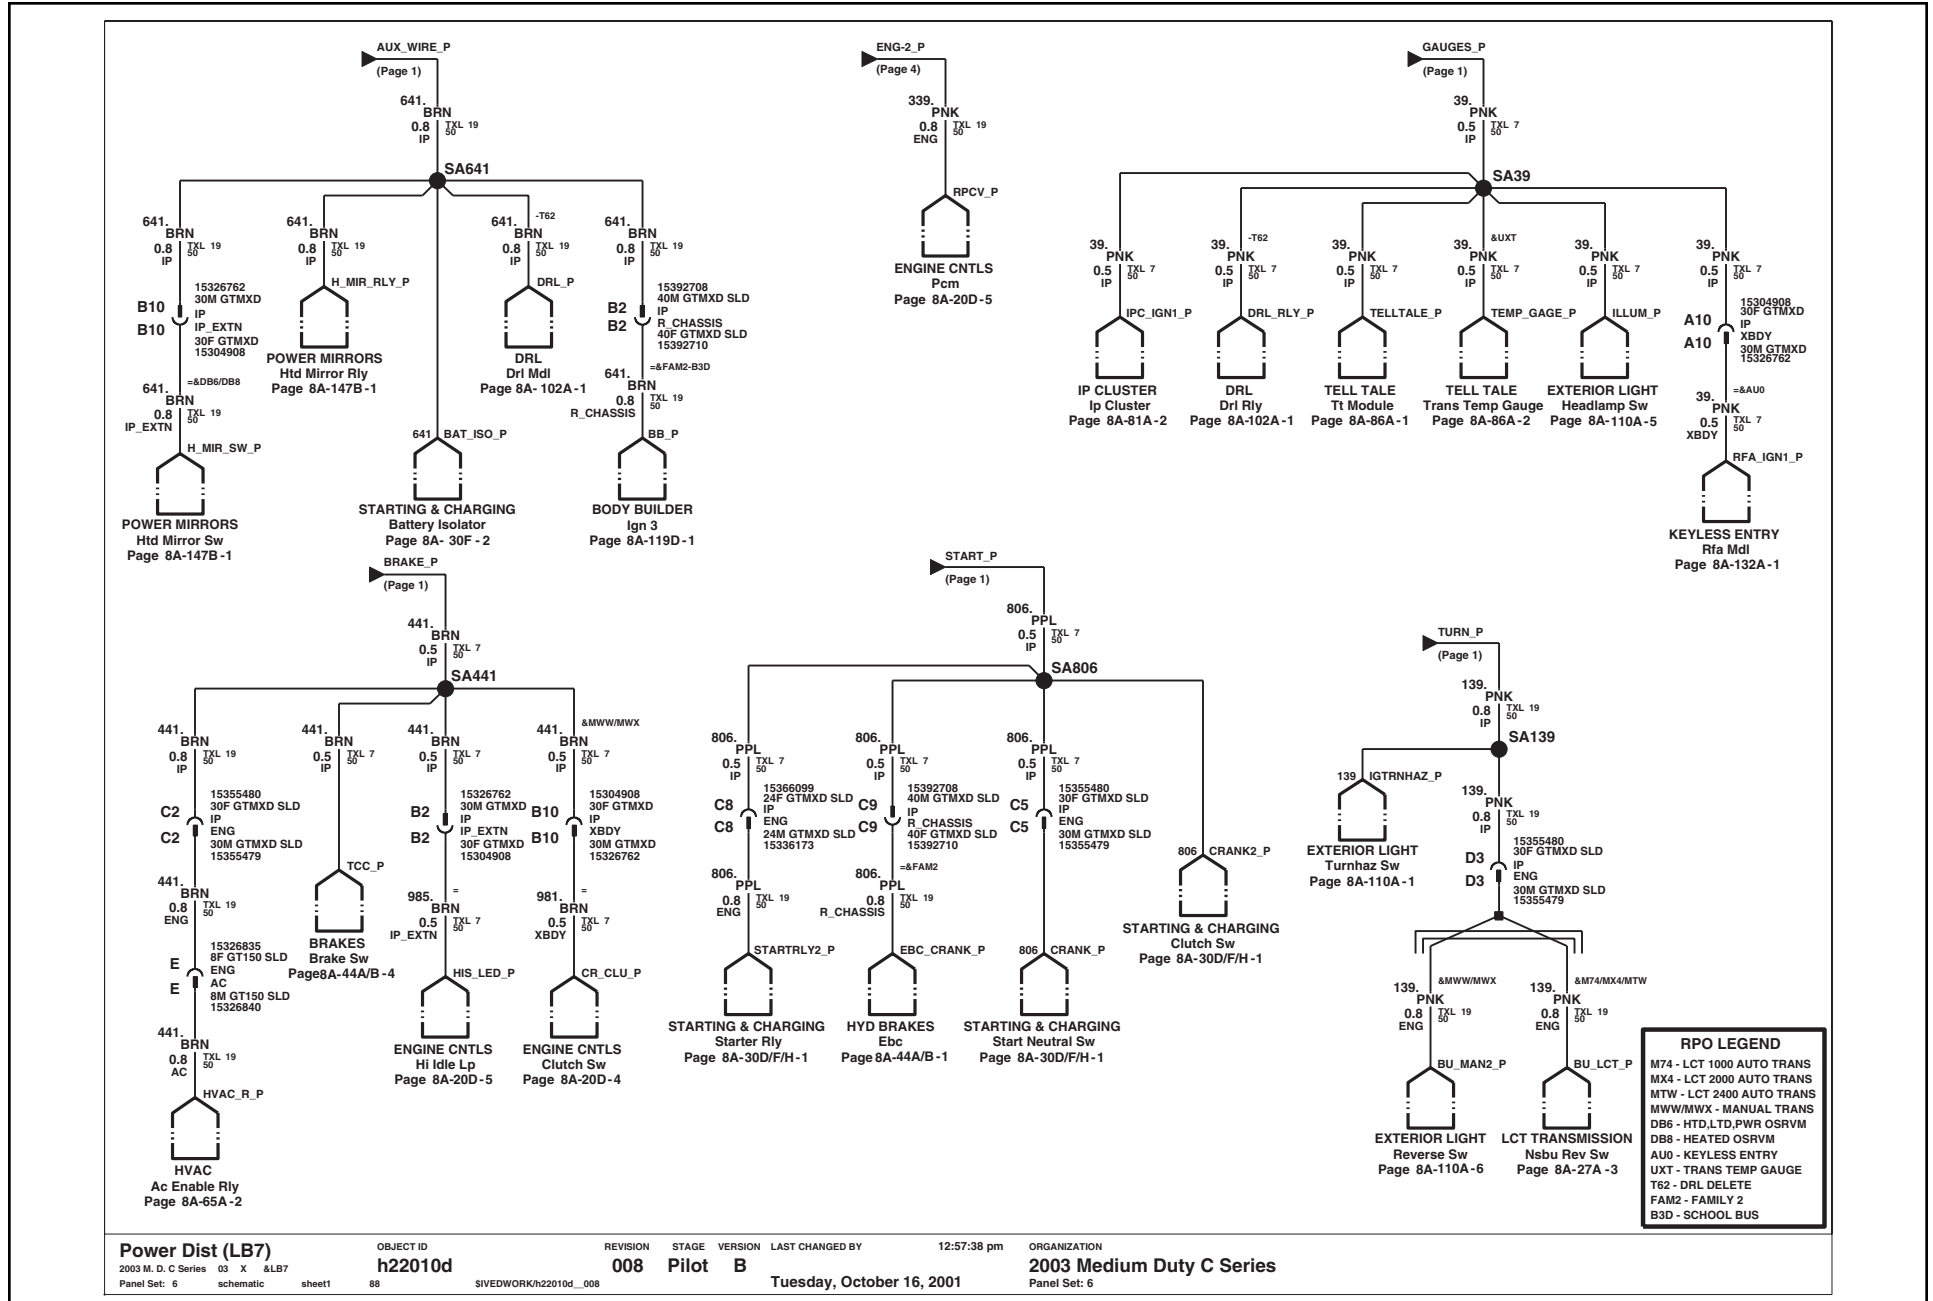 AUX_WIRE_P
(Page 1)
641.
BRN
0.8 TXL 19
IP 50
SA641
641.
BRN
0.8 TXL 19
IP 50
15326762
30M GTMXD
B10 IP
B10 IP_EXTN
30F GTMXD
15304908
=&DB6/DB8
641.
BRN
0.8 TXL 19
IP_EXTN 50
H_MIR_SW_P
POWER MIRRORS
Htd Mirror Sw
Page 8A-147B-1
641.
BRN
0.8 TXL 19
IP 50
H_MIR_RLY_P
POWER MIRRORS
Htd Mirror Rly
Page 8A-147B-1
641 BAT_ISO_P
STARTING & CHARGING
Battery Isolator
Page 8A- 30F - 2
-T62
641.
BRN
0.8 TXL 19
IP 50
DRL_P
DRL
Drl Mdl
Page 8A- 102A-1
641.
BRN
0.8 TXL 19
IP 50
15392708
40M GTMXD SLD
B2 IP
B2 R_CHASSIS
40F GTMXD SLD
15392710
=&FAM2-B3D
641.
BRN
0.8 TXL 19
R_CHASSIS 50
BB_P
BODY BUILDER
Ign 3
Page 8A-119D-1
ENG-2_P
(Page 4)
339.
PNK
0.8 TXL 19
ENG 50
RPCV_P
ENGINE CNTLS
Pcm
Page 8A-20D-5
GAUGES_P
(Page 1)
39.
PNK
0.5 TXL 7
IP 50
SA39
39.
PNK
0.5 TXL 7
IP 50
IPC_IGN1_P
IP CLUSTER
Ip Cluster
Page 8A-81A-2
-T62
39.
PNK
0.5 TXL 7
IP 50
DRL_RLY_P
DRL
Drl Rly
Page 8A-102A-1
39.
PNK
0.5 TXL 7
IP 50
TELLTALE_P
TELL TALE
Tt Module
Page 8A-86A-1
&UXT
39.
PNK
0.5 TXL 7
IP 50
TEMP_GAGE_P
TELL TALE
Trans Temp Gauge
Page 8A-86A-2
39.
PNK
0.5 TXL 7
IP 50
ILLUM_P
EXTERIOR LIGHT
Headlamp Sw
Page 8A-110A-5
39.
PNK
0.5 TXL 7
IP 50
15304908
30F GTMXD
A10 IP
A10 XBDY
30M GTMXD
15326762
=&AU0
39.
PNK
0.5 TXL 7
XBDY 50
RFA_IGN1_P
KEYLESS ENTRY
Rfa Mdl
Page 8A-132A-1
BRAKE_P
(Page 1)
441.
BRN
0.5 TXL 7
IP 50
SA441
441.
BRN
0.8 TXL 19
IP 50
15355480
30F GTMXD SLD
C2 IP
C2 ENG
30M GTMXD SLD
15355479
441.
BRN
0.8 TXL 19
ENG 50
15326835
8F GT150 SLD
E ENG
E AC
8M GT150 SLD
15326840
441.
BRN
0.8 TXL 19
AC 50
HVAC_R_P
HVAC
Ac Enable Rly
Page 8A-65A-2
441.
BRN
0.5 TXL 7
IP 50
TCC_P
BRAKES
Brake Sw
Page8A-44A/B-4
441.
BRN
0.5 TXL 7
IP 50
15326762
30M GTMXD
B2 IP
B2 IP_EXTN
30F GTMXD
15304908
=
985.
BRN
0.5 TXL 7
IP_EXTN 50
HIS_LED_P
ENGINE CNTLS
Hi Idle Lp
Page 8A-20D-5
&MWW/MWX
441.
BRN
0.5 TXL 7
IP 50
15304908
30F GTMXD
B10 IP
B10 XBDY
30M GTMXD
15326762
=
981.
BRN
0.5 TXL 7
XBDY 50
CR_CLU_P
ENGINE CNTLS
Clutch Sw
Page 8A-20D-4
START_P
(Page 1)
806.
PPL
0.5 TXL 7
IP 50
SA806
806.
PPL
0.5 TXL 7
IP 50
15366099
24F GTMXD SLD
C8 IP
C8 ENG
24M GTMXD SLD
15336173
806.
PPL
0.8 TXL 19
ENG 50
STARTRLY2_P
STARTING & CHARGING
Starter Rly
Page 8A-30D/F/H-1
806.
PPL
0.5 TXL 7
IP 50
15392708
40M GTMXD SLD
C9 IP
C9 R_CHASSIS
40F GTMXD SLD
15392710
=&FAM2
806.
PPL
0.8 TXL 19
R_CHASSIS 50
EBC_CRANK_P
HYD BRAKES
Ebc
Page8A-44A/B-1
806.
PPL
0.5 TXL 7
IP 50
15355480
30F GTMXD SLD
C5 IP
C5 ENG
30M GTMXD SLD
15355479
806 CRANK_P
STARTING & CHARGING
Start Neutral Sw
Page 8A-30D/F/H-1
806 CRANK2_P
STARTING & CHARGING
Clutch Sw
Page 8A-30D/F/H-1
TURN_P
(Page 1)
139.
PNK
0.8 TXL 19
IP 50
SA139
139 IGTRNHAZ_P
EXTERIOR LIGHT
Turnhaz Sw
Page 8A-110A-1
139.
PNK
0.8 TXL 19
IP 50
15355480
30F GTMXD SLD
D3 IP
D3 ENG
30M GTMXD SLD
15355479
&MWW/MWX
139.
PNK
0.8 TXL 19
ENG 50
BU_MAN2_P
EXTERIOR LIGHT
Reverse Sw
Page 8A-110A-6
&M74/MX4/MTW
139.
PNK
0.8 TXL 19
ENG 50
BU_LCT_P
LCT TRANSMISSION
Nsbu Rev Sw
Page 8A-27A-3
RPO LEGEND
M74 - LCT 1000 AUTO TRANS
MX4 - LCT 2000 AUTO TRANS
MTW - LCT 2400 AUTO TRANS
MWW/MWX - MANUAL TRANS
DB6 - HTD,LTD,PWR OSRVM
DB8 - HEATED OSRVM
AU0 - KEYLESS ENTRY
UXT - TRANS TEMP GAUGE
T62 - DRL DELETE
FAM2 - FAMILY 2
B3D - SCHOOL BUS
Power Dist (LB7)
2003 M. D. C Series 03 X &LB7
Panel Set: 6 schematic sheet1 88 $IVEDWORK/h22010d__008
OBJECT ID
h22010d
REVISION
008
STAGE
Pilot
VERSION
B
LAST CHANGED BY 12:57:38 pm
Tuesday, October 16, 2001
ORGANIZATION
2003 Medium Duty C Series
Panel Set: 6